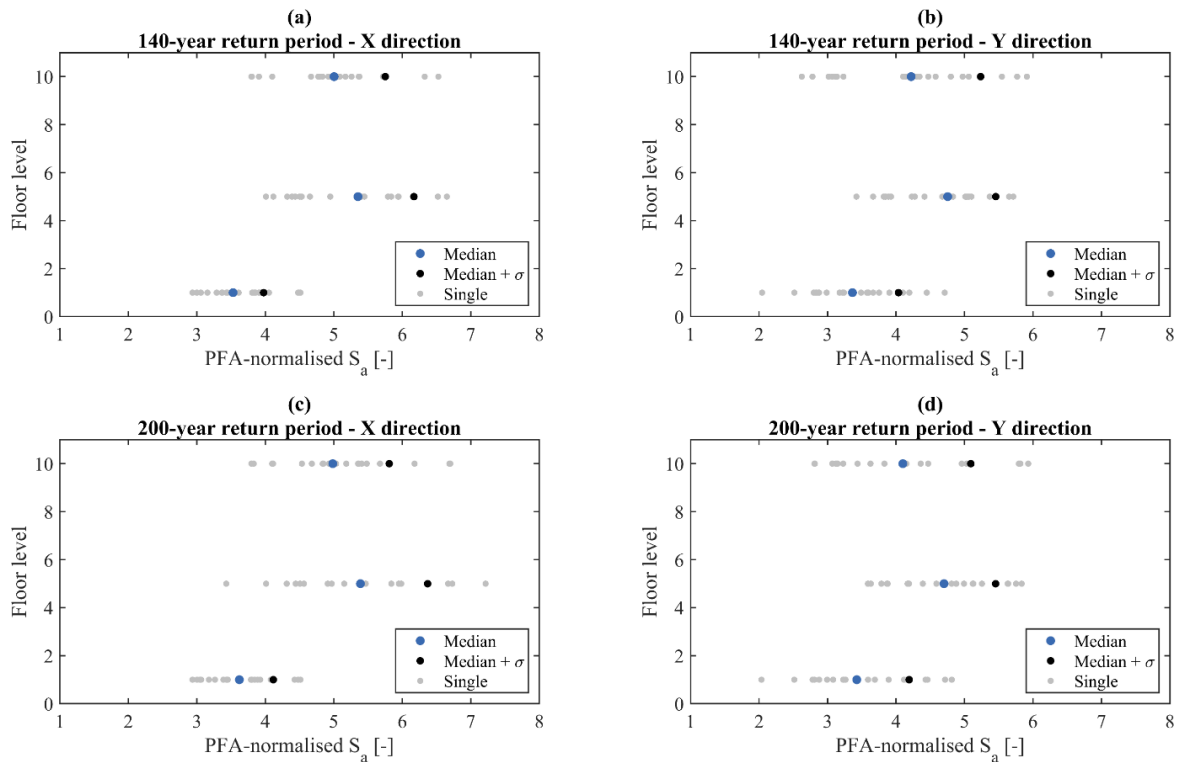 (a)
140-year return period - X direction
10
8
6
4
2
0
Floor level
Median
Median + σ
Single
1 2 3 4 5 6 7 8
PFA-normalised S_a [-]
(b)
140-year return period - Y direction
10
8
6
4
2
0
Floor level
Median
Median + σ
Single
1 2 3 4 5 6 7 8
PFA-normalised S_a [-]
(c)
200-year return period - X direction
10
8
6
4
2
0
Floor level
Median
Median + σ
Single
1 2 3 4 5 6 7 8
PFA-normalised S_a [-]
(d)
200-year return period - Y direction
10
8
6
4
2
0
Floor level
Median
Median + σ
Single
1 2 3 4 5 6 7 8
PFA-normalised S_a [-]